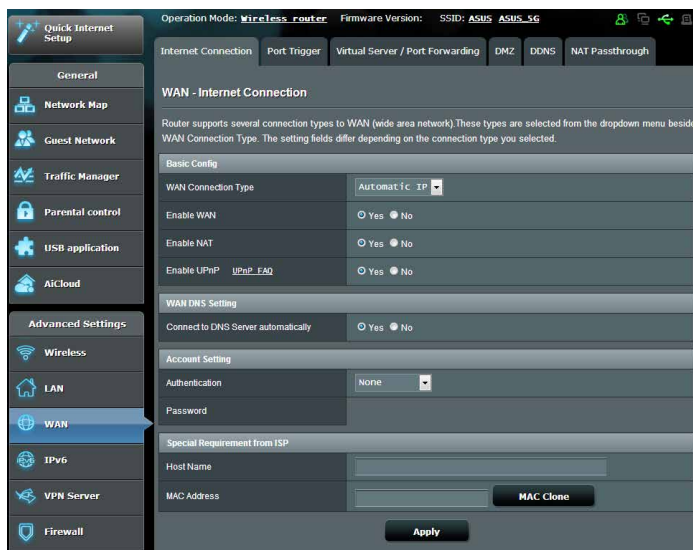 Quick Internet
Setup
Operation Mode: Wireless router Firmware Version: SSID: ASUS ASUS_5G
Internet Connection Port Trigger Virtual Server / Port Forwarding DMZ DDNS NAT Passthrough
General
Network Map
Guest Network
Traffic Manager
Parental control
USB application
AiCloud
Advanced Settings
Wireless
LAN
WAN
IPv6
VPN Server
Firewall
WAN - Internet Connection
Router supports several connection types to WAN (wide area network).These types are selected from the dropdown menu beside
WAN Connection Type. The setting fields differ depending on the connection type you selected.
Basic Config
WAN Connection Type Automatic IP
Enable WAN Yes No
Enable NAT Yes No
Enable UPnP UPnP FAQ Yes No
WAN DNS Setting
Connect to DNS Server automatically Yes No
Account Setting
Authentication None
Password
Special Requirement from ISP
Host Name
MAC Address MAC Clone
Apply